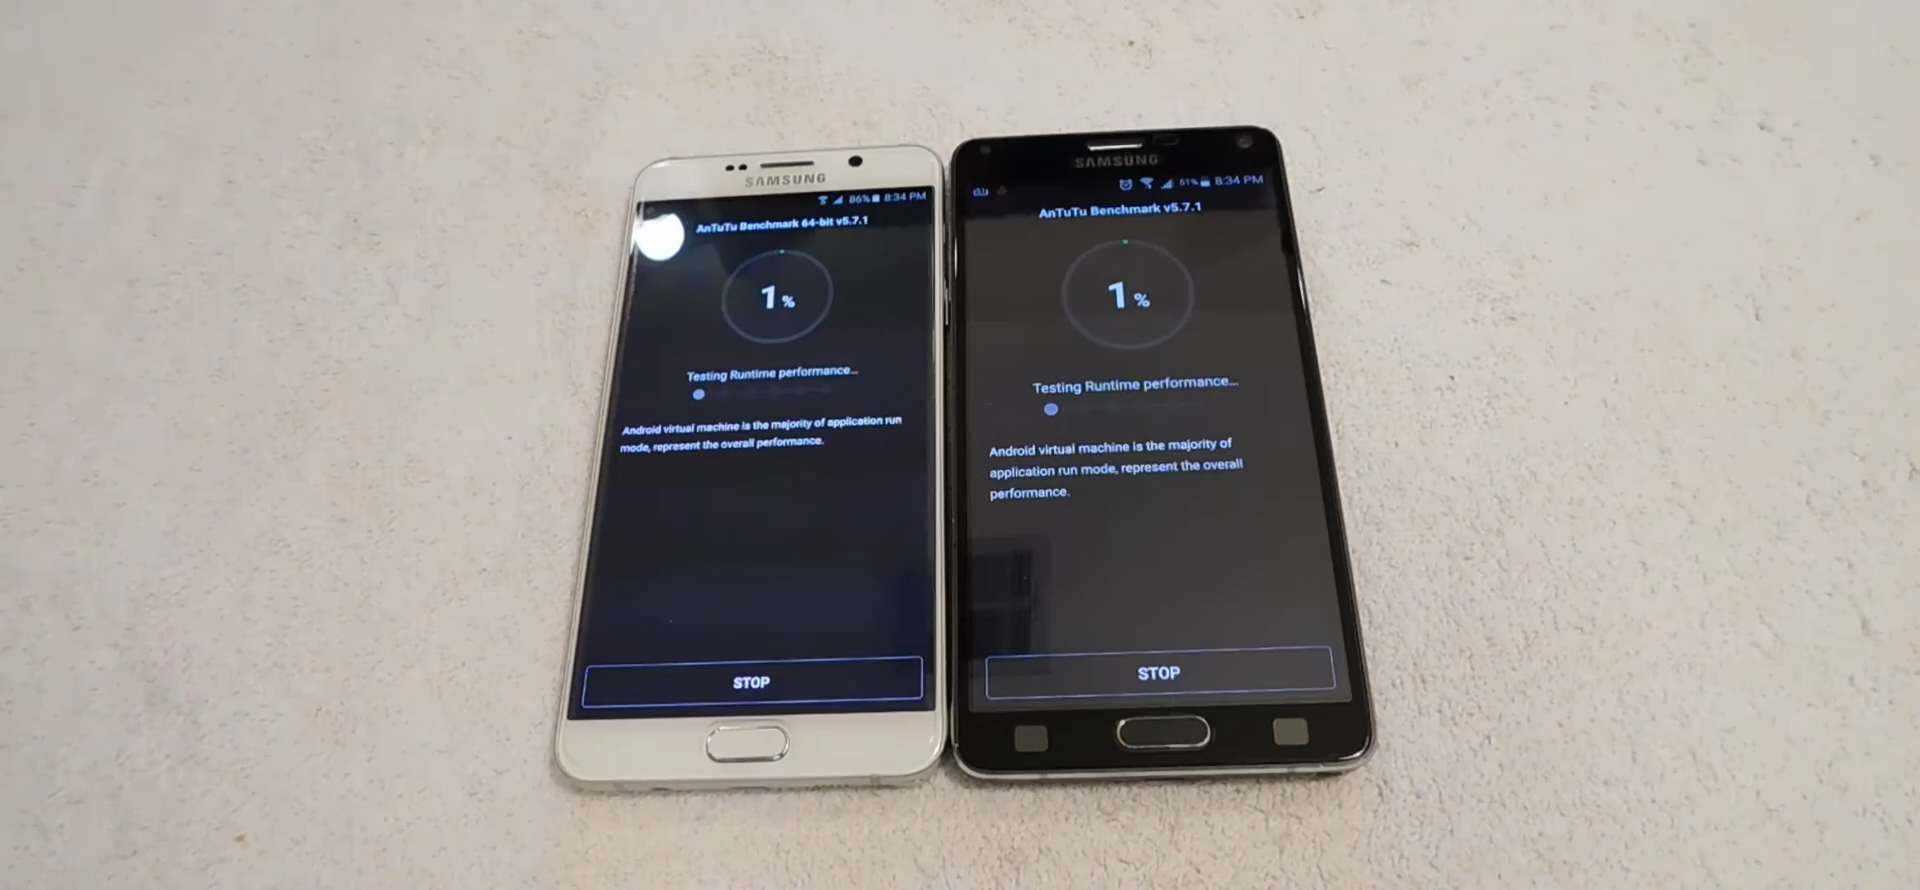 SAMSUNG
86% 8:34 PM
AnTuTu Benchmark 64-bit v5.7.1
1%
Testing Runtime performance...
Android virtual machine is the majority of application run
mode, represent the overall performance.
STOP
SAMSUNG
51% 8:34 PM
AnTuTu Benchmark v5.7.1
1%
Testing Runtime performance...
Android virtual machine is the majority of
application run mode, represent the overall
performance.
STOP